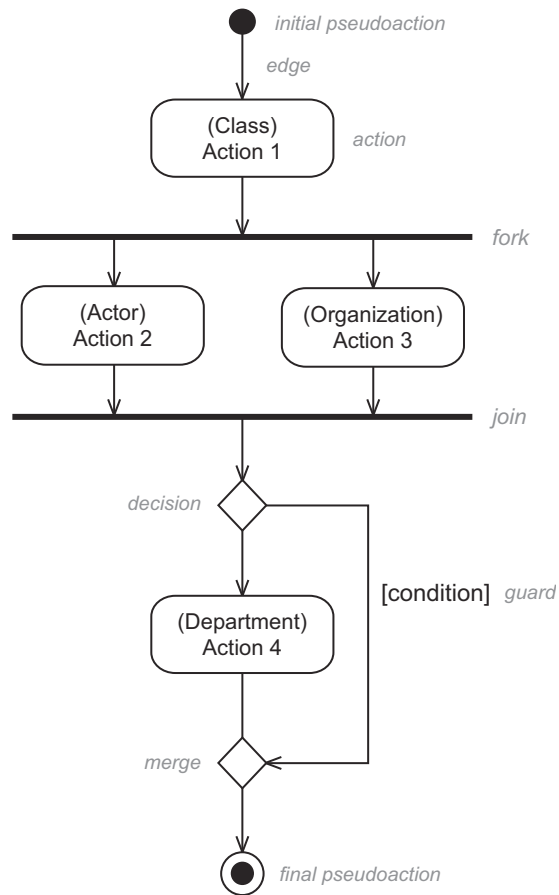 initial pseudoaction
edge
(Class)
Action 1
action
fork
(Actor)
Action 2
(Organization)
Action 3
join
decision
[condition] guard
(Department)
Action 4
merge
final pseudoaction